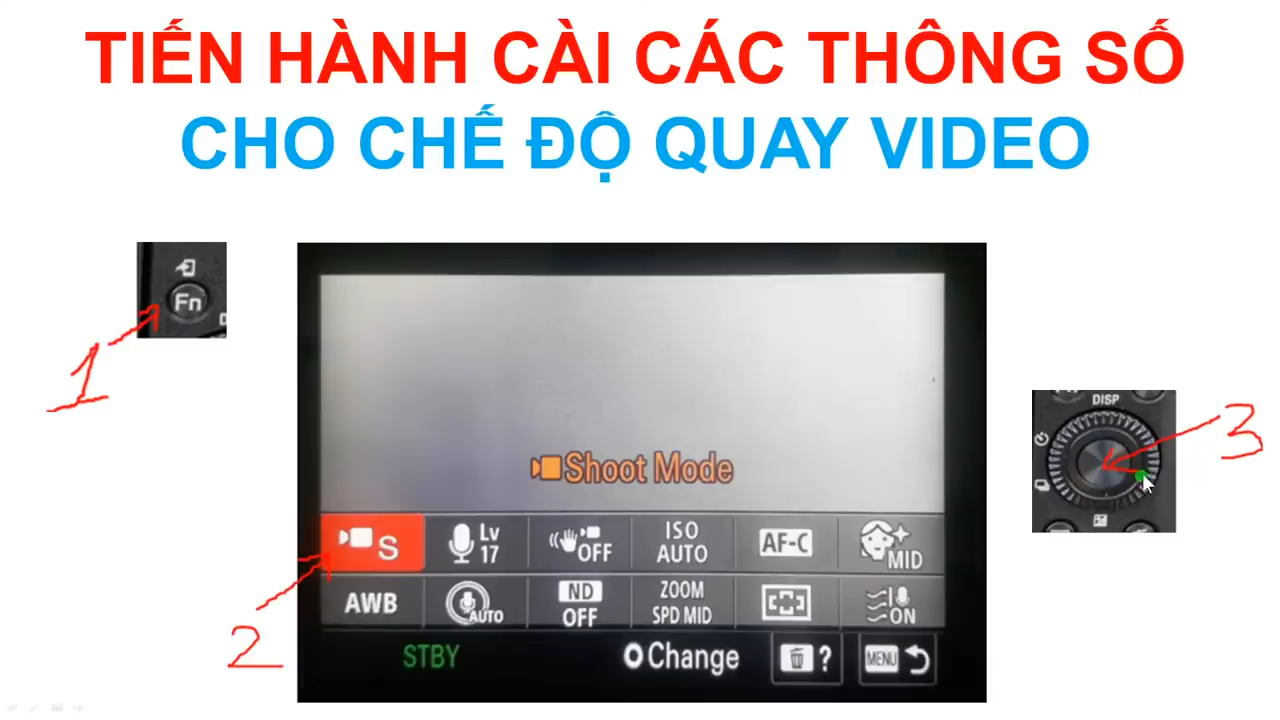 TIẾN HÀNH CÀI CÁC THÔNG SỐ
CHO CHẾ ĐỘ QUAY VIDEO
Fn
1
DISP
3
Shoot Mode
S
Lv
17
OFF
ISO
AUTO
AF-C
MID
AWB
AUTO
ND
OFF
ZOOM
SPD MID
ON
2
STBY
Change
?
MENU